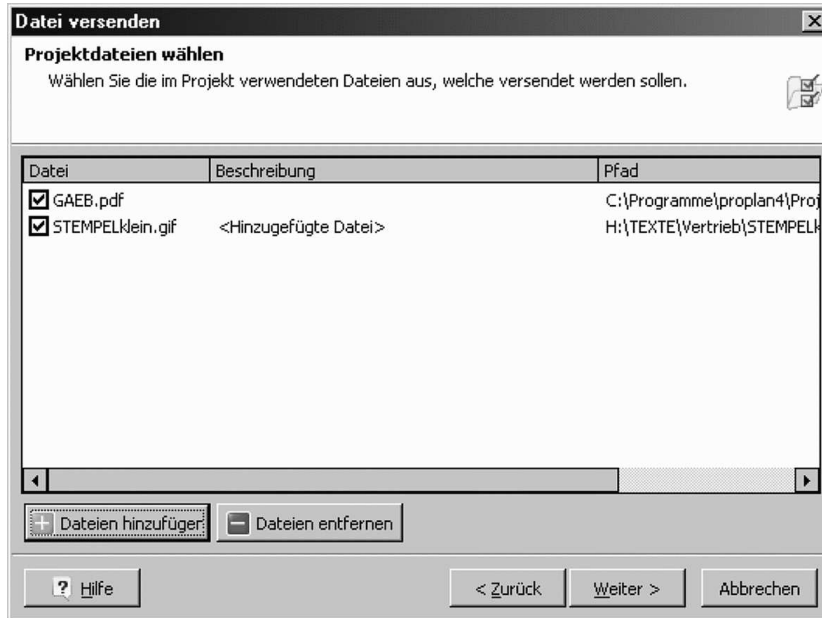 Datei versenden
Projektdateien wählen
Wählen Sie die im Projekt verwendeten Dateien aus, welche versendet werden sollen.
Datei Beschreibung Pfad
GAEB.pdf C:\Programme\proplan4\Proj
STEMPELklein.gif <Hinzugefügte Datei> H:\TEXTE\Vertrieb\STEMPELk
Dateien hinzufüger Dateien entfernen
? Hilfe < Zurück Weiter > Abbrechen